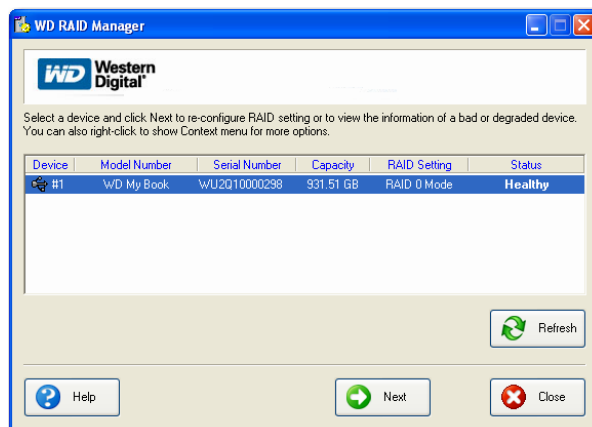 WD RAID Manager
WD Western Digital®
Select a device and click Next to re-configure RAID setting or to view the information of a bad or degraded device.
You can also right-click to show Context menu for more options.
Device Model Number Serial Number Capacity RAID Setting Status
#1 WD My Book WU2Q10000298 931.51 GB RAID 0 Mode Healthy
Refresh
Help Next Close